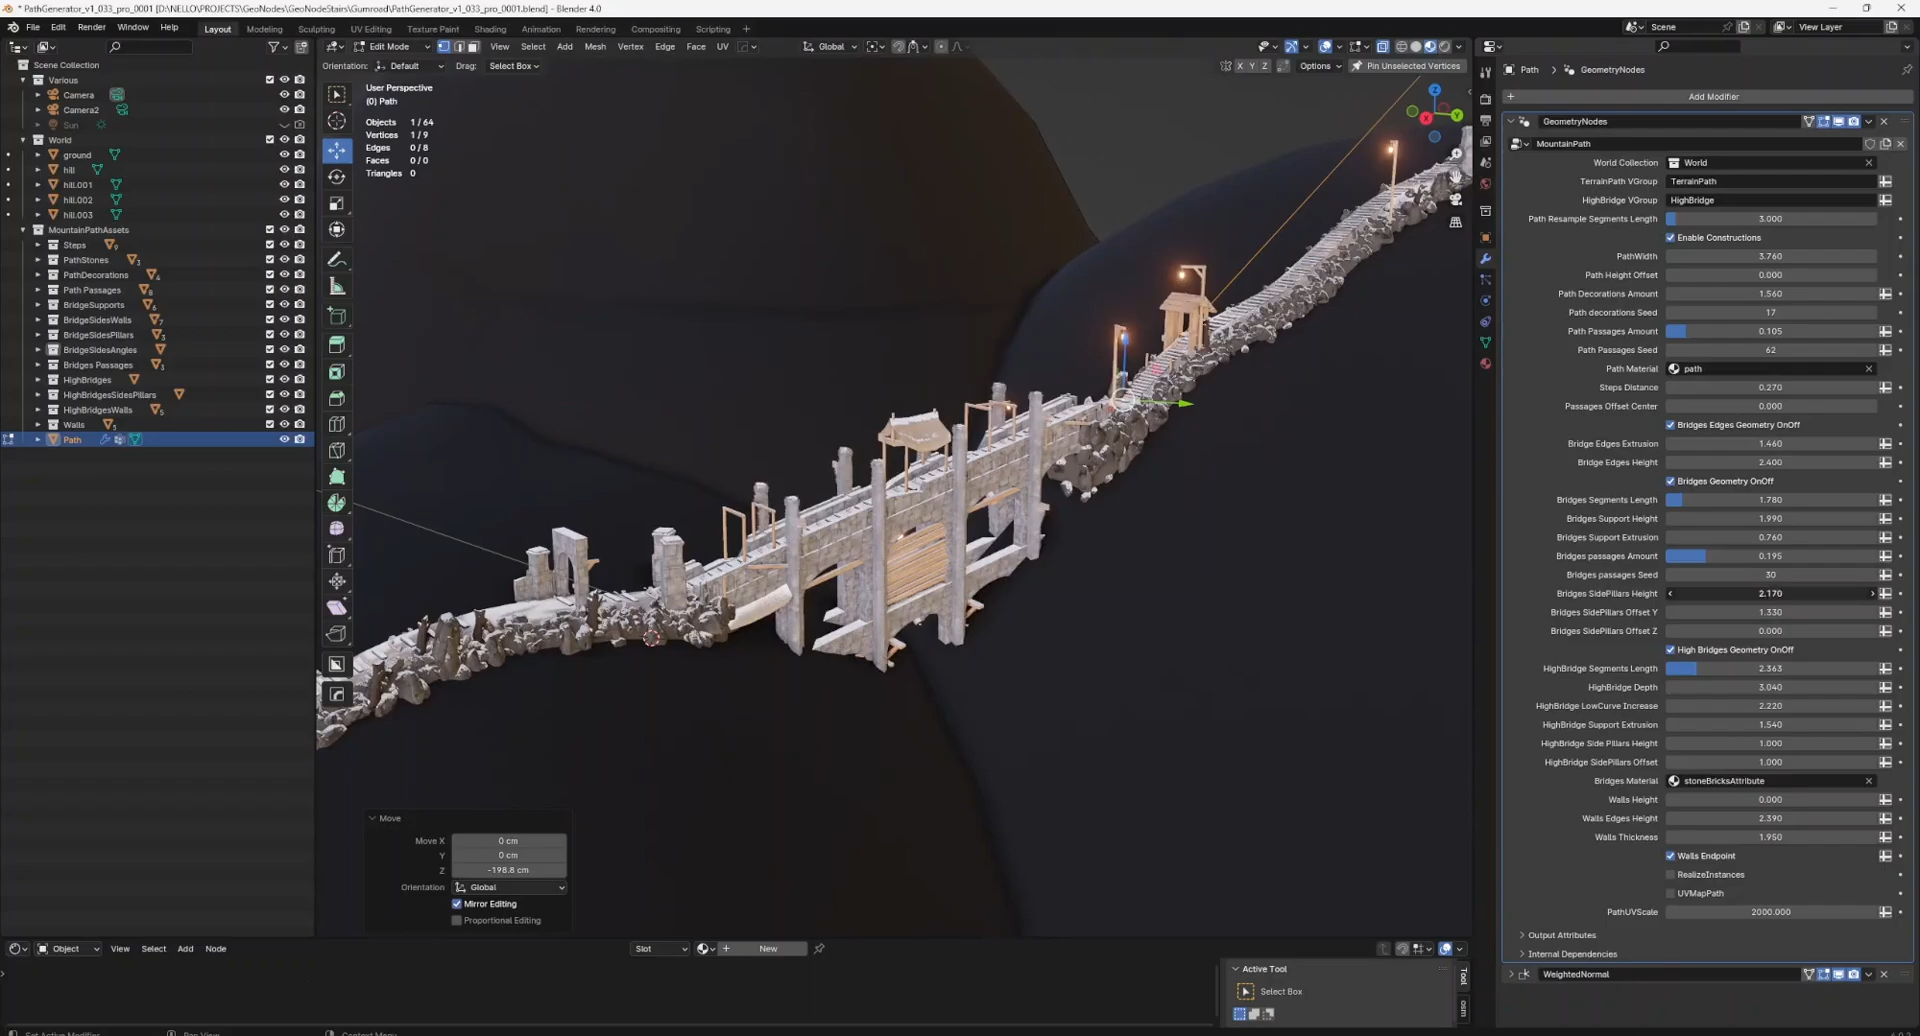 * PathGenerator_v1_033_pro_0001 [D:\NELLO\PROJECTS\GeoNodes\GeoNodeStairs\Gumroad\PathGenerator_v1_033_pro_0001.blend] - Blender 4.0
File Edit Render Window Help Layout Modeling Sculpting UV Editing Texture Paint Shading Animation Rendering Compositing Scripting + Scene View Layer
Edit Mode View Select Add Mesh Vertex Edge Face UV Global
Orientation: Default Drag: Select Box X Y Z Options Pin Unselected Vertices
Scene Collection
Various
Camera
Camera2
Sun
World
ground
hill
hill.001
hill.002
hill.003
MountainPathAssets
Steps
PathStones
PathDecorations
Path Passages
BridgeSupports
BridgeSidesWalls
BridgeSidesPillars
BridgeSidesAngles
Bridges Passages
HighBridges
HighBridgesSidesPillars
HighBridgesWalls
Walls
Path
User Perspective
(0) Path
Objects 1 / 64
Vertices 1 / 9
Edges 0 / 8
Faces 0 / 0
Triangles 0
Z
Y
X
Move
Move X 0 cm
Y 0 cm
Z -198.8 cm
Orientation Global
Mirror Editing
Proportional Editing
Path > GeometryNodes
+ Add Modifier
GeometryNodes
MountainPath
World Collection World
TerrainPath VGroup TerrainPath
HighBridge VGroup HighBridge
Path Resample Segments Length 3.000
Enable Constructions
PathWidth 3.760
Path Height Offset 0.000
Path Decorations Amount 1.560
Path decorations Seed 17
Path Passages Amount 0.105
Path Passages Seed 62
Path Material path
Steps Distance 0.270
Passages Offset Center 0.000
Bridges Edges Geometry OnOff
Bridge Edges Extrusion 1.460
Bridge Edges Height 2.400
Bridges Geometry OnOff
Bridges Segments Length 1.780
Bridges Support Height 1.990
Bridges Support Extrusion 0.760
Bridges passages Amount 0.195
Bridges passages Seed 30
Bridges SidePillars Height 2.170
Bridges SidePillars Offset Y 1.330
Bridges SidePillars Offset Z 0.000
High Bridges Geometry OnOff
HighBridge Segments Length 2.363
HighBridge Depth 3.040
HighBridge LowCurve Increase 2.220
HighBridge Support Extrusion 1.540
HighBridge Side Pillars Height 1.000
HighBridge SidePillars Offset 1.000
Bridges Material stoneBricksAttribute
Walls Height 0.000
Walls Edges Height 2.390
Walls Thickness 1.950
Walls Endpoint
RealizeInstances
UVMapPath
PathUVScale 2000.000
Output Attributes
Internal Dependencies
WeightedNormal
Object View Select Add Node Slot + New
Active Tool
Select Box
Tool
osm
Set Active Modifier Pan View Context Menu